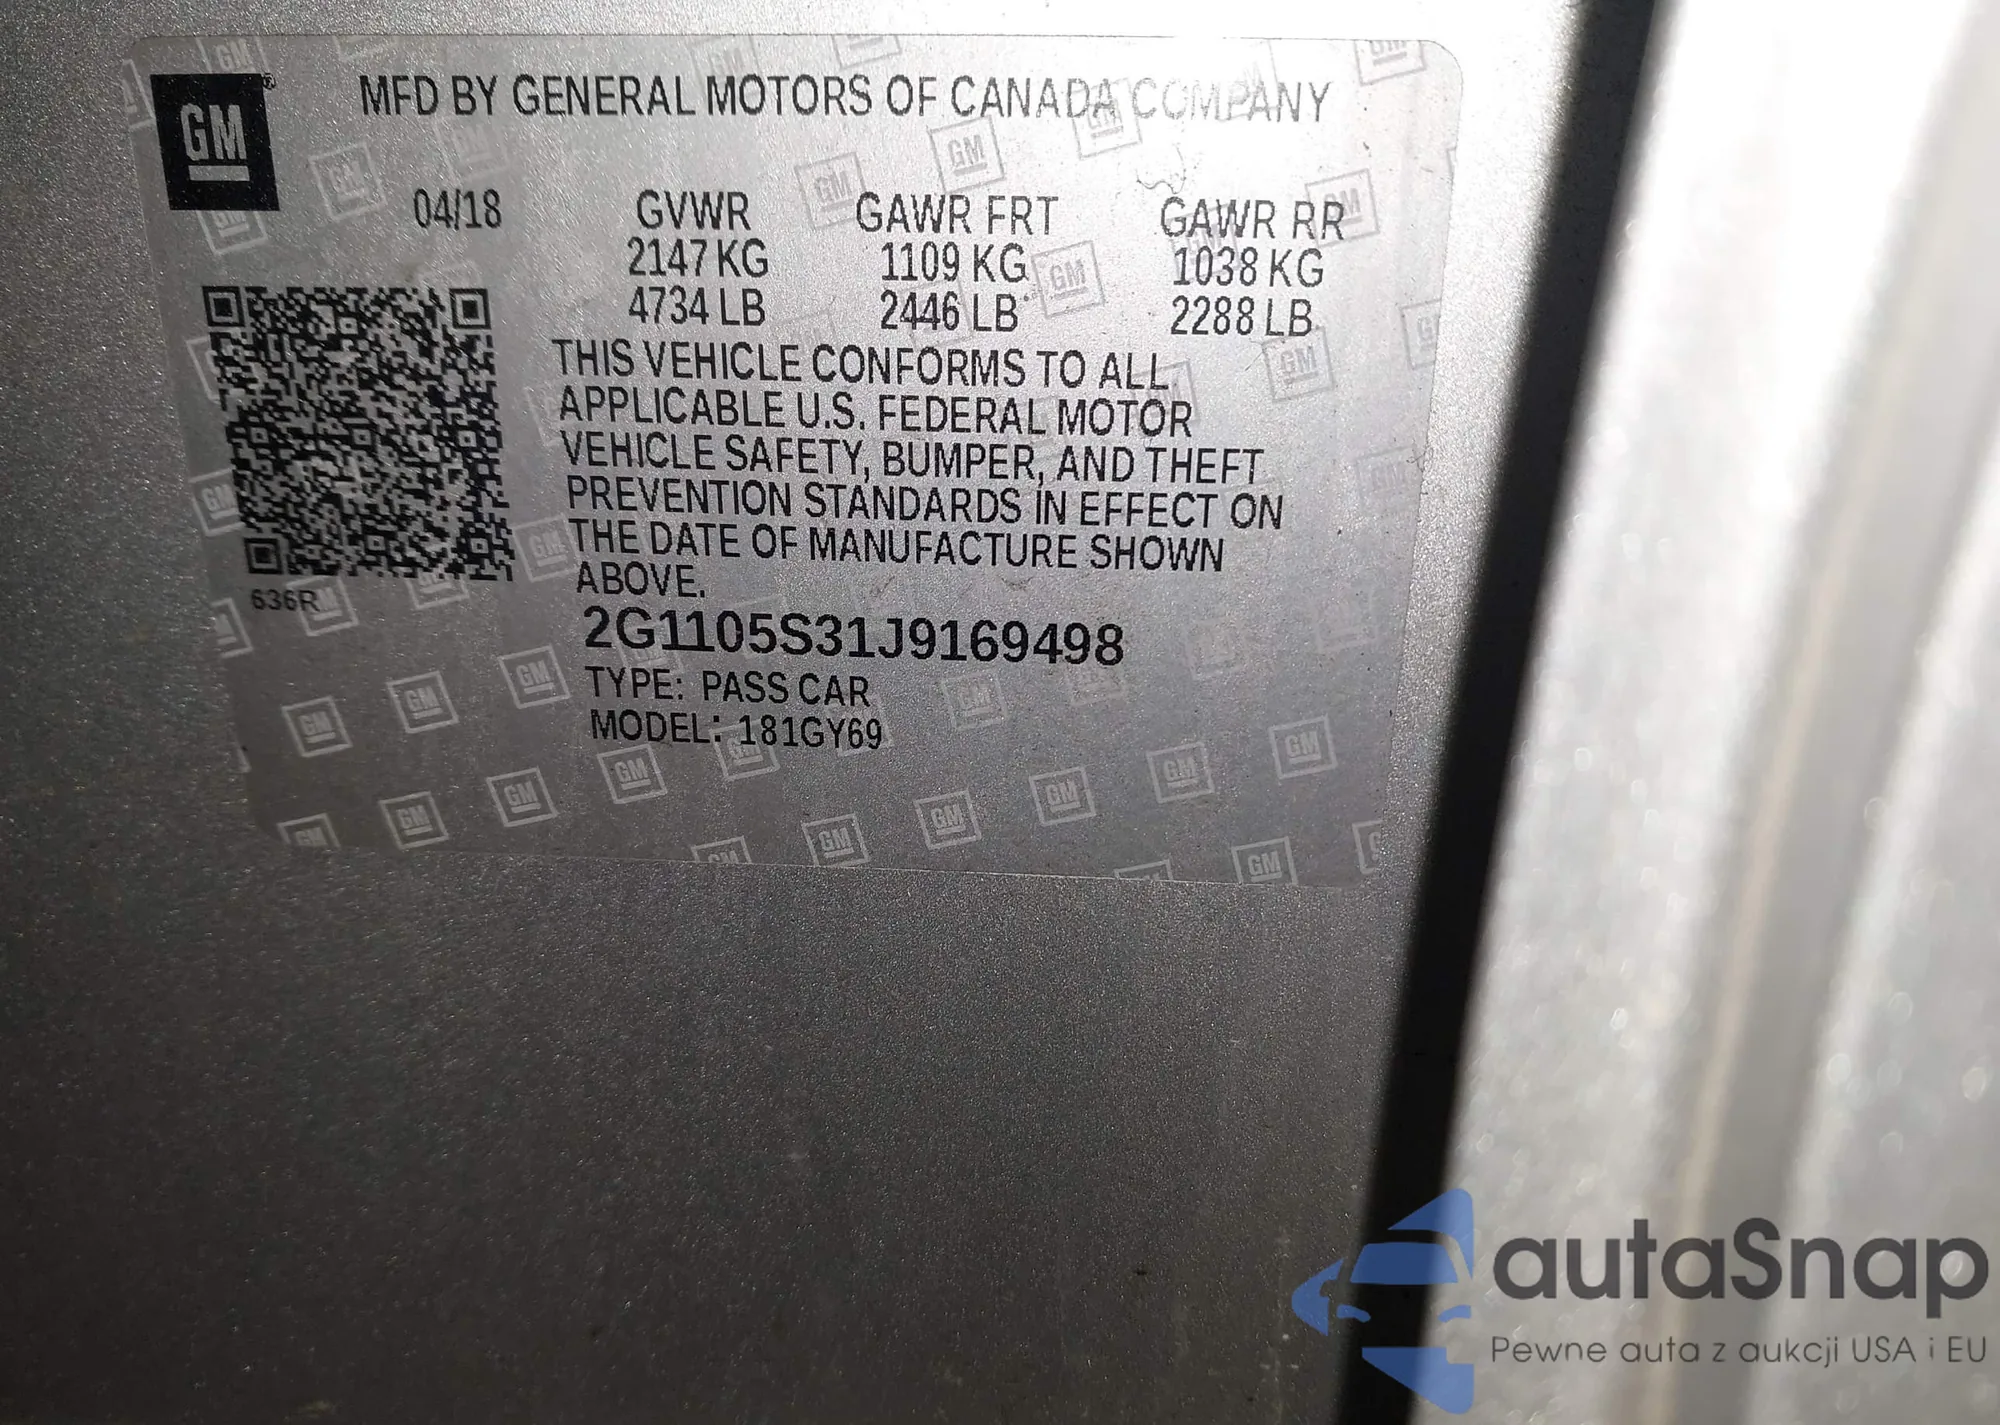 GM
MFD BY GENERAL MOTORS OF CANADA COMPANY
04/18 GVWR GAWR FRT GAWR RR
2147 KG 1109 KG 1038 KG
4734 LB 2446 LB 2288 LB
THIS VEHICLE CONFORMS TO ALL
APPLICABLE U.S. FEDERAL MOTOR
VEHICLE SAFETY, BUMPER, AND THEFT
PREVENTION STANDARDS IN EFFECT ON
THE DATE OF MANUFACTURE SHOWN
ABOVE.
636R
2G1105S31J9169498
TYPE: PASS CAR
MODEL: 181GY69
autaSnap
Pewne auta z aukcji USA i EU